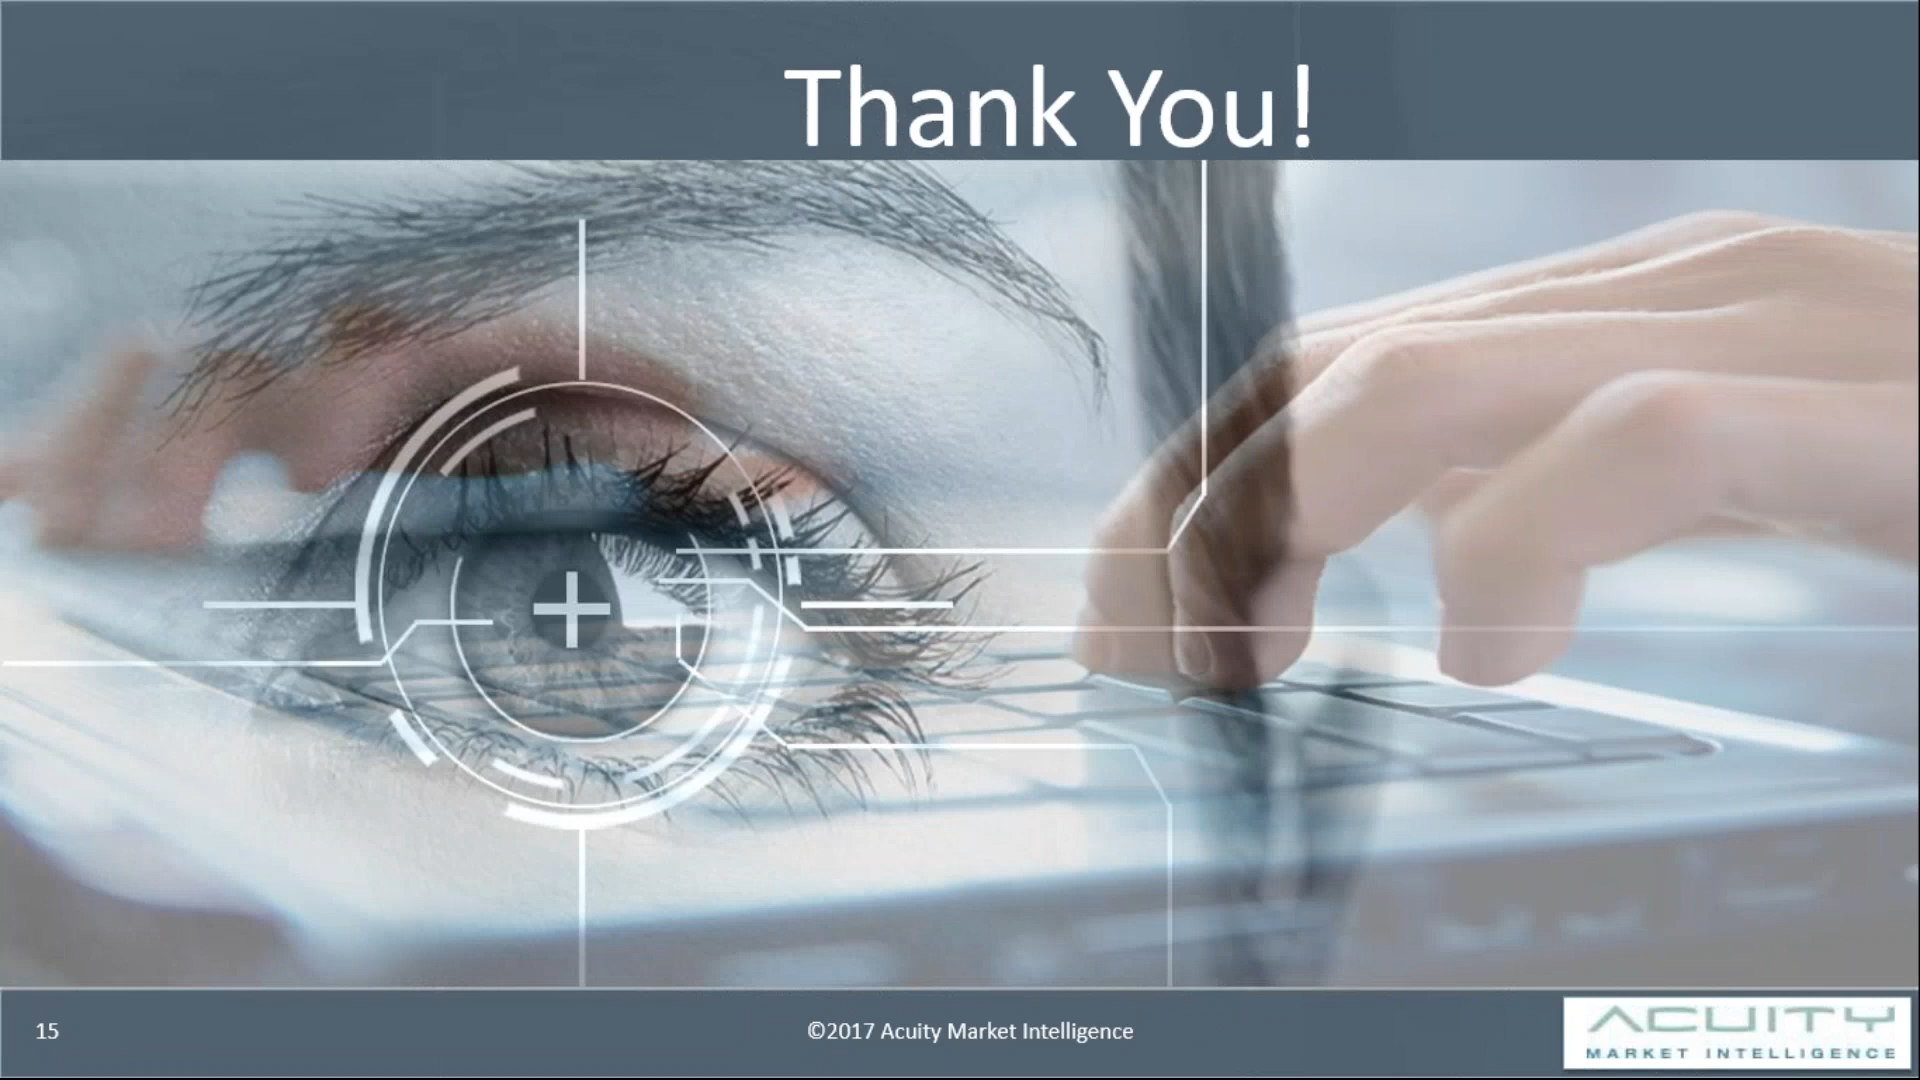 Thank You!
15
©2017 Acuity Market Intelligence
ACUITY
MARKET INTELLIGENCE